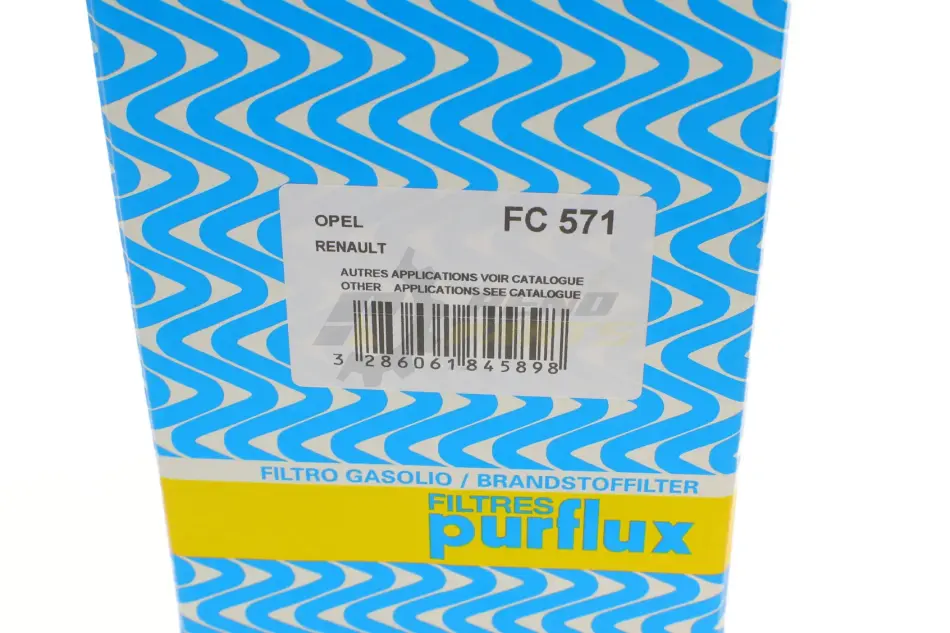 OPEL FC 571
RENAULT
AUTRES APPLICATIONS VOIR CATALOGUE
OTHER APPLICATIONS SEE CATALOGUE
3 286061 845898
FILTRO GASOLIO / BRANDSTOFFILTER
FILTRES
purflux